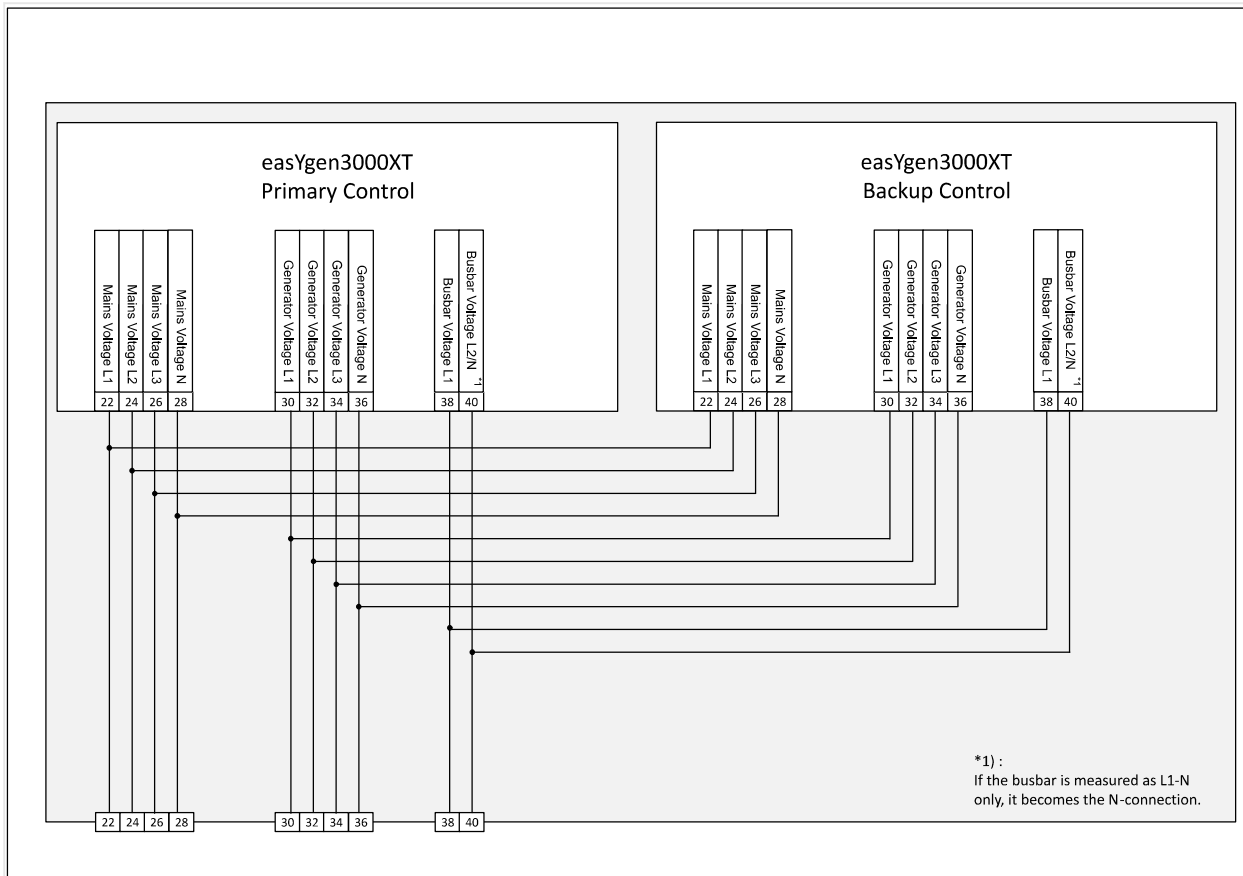 easYgen3000XT
Primary Control
easYgen3000XT
Backup Control
Mains Voltage L1
Mains Voltage L2
Mains Voltage L3
Mains Voltage N
Generator Voltage L1
Generator Voltage L2
Generator Voltage L3
Generator Voltage N
Busbar Voltage L1
Busbar Voltage L2/N *1
Mains Voltage L1
Mains Voltage L2
Mains Voltage L3
Mains Voltage N
Generator Voltage L1
Generator Voltage L2
Generator Voltage L3
Generator Voltage N
Busbar Voltage L1
Busbar Voltage L2/N *1
22 24 26 28 30 32 34 36 38 40
22 24 26 28 30 32 34 36 38 40
*1) :
If the busbar is measured as L1-N
only, it becomes the N-connection.
22 24 26 28 30 32 34 36 38 40